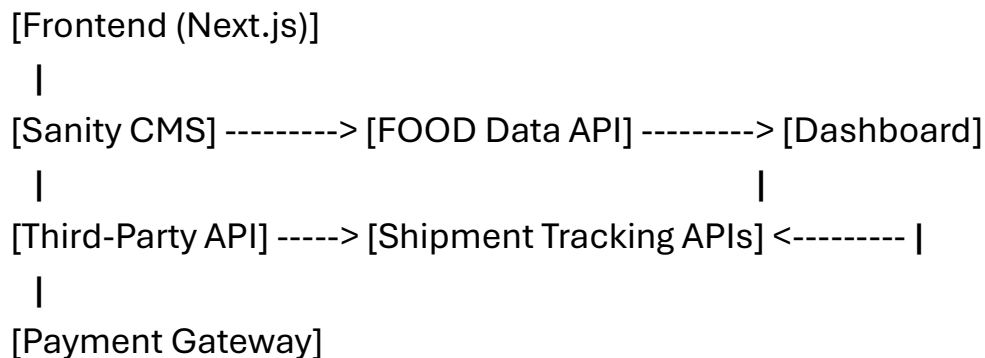 [Frontend (Next.js)]
|
[Sanity CMS] ---------> [FOOD Data API] ---------> [Dashboard]
| |
[Third-Party API] -----> [Shipment Tracking APIs] <--------- |
|
[Payment Gateway]